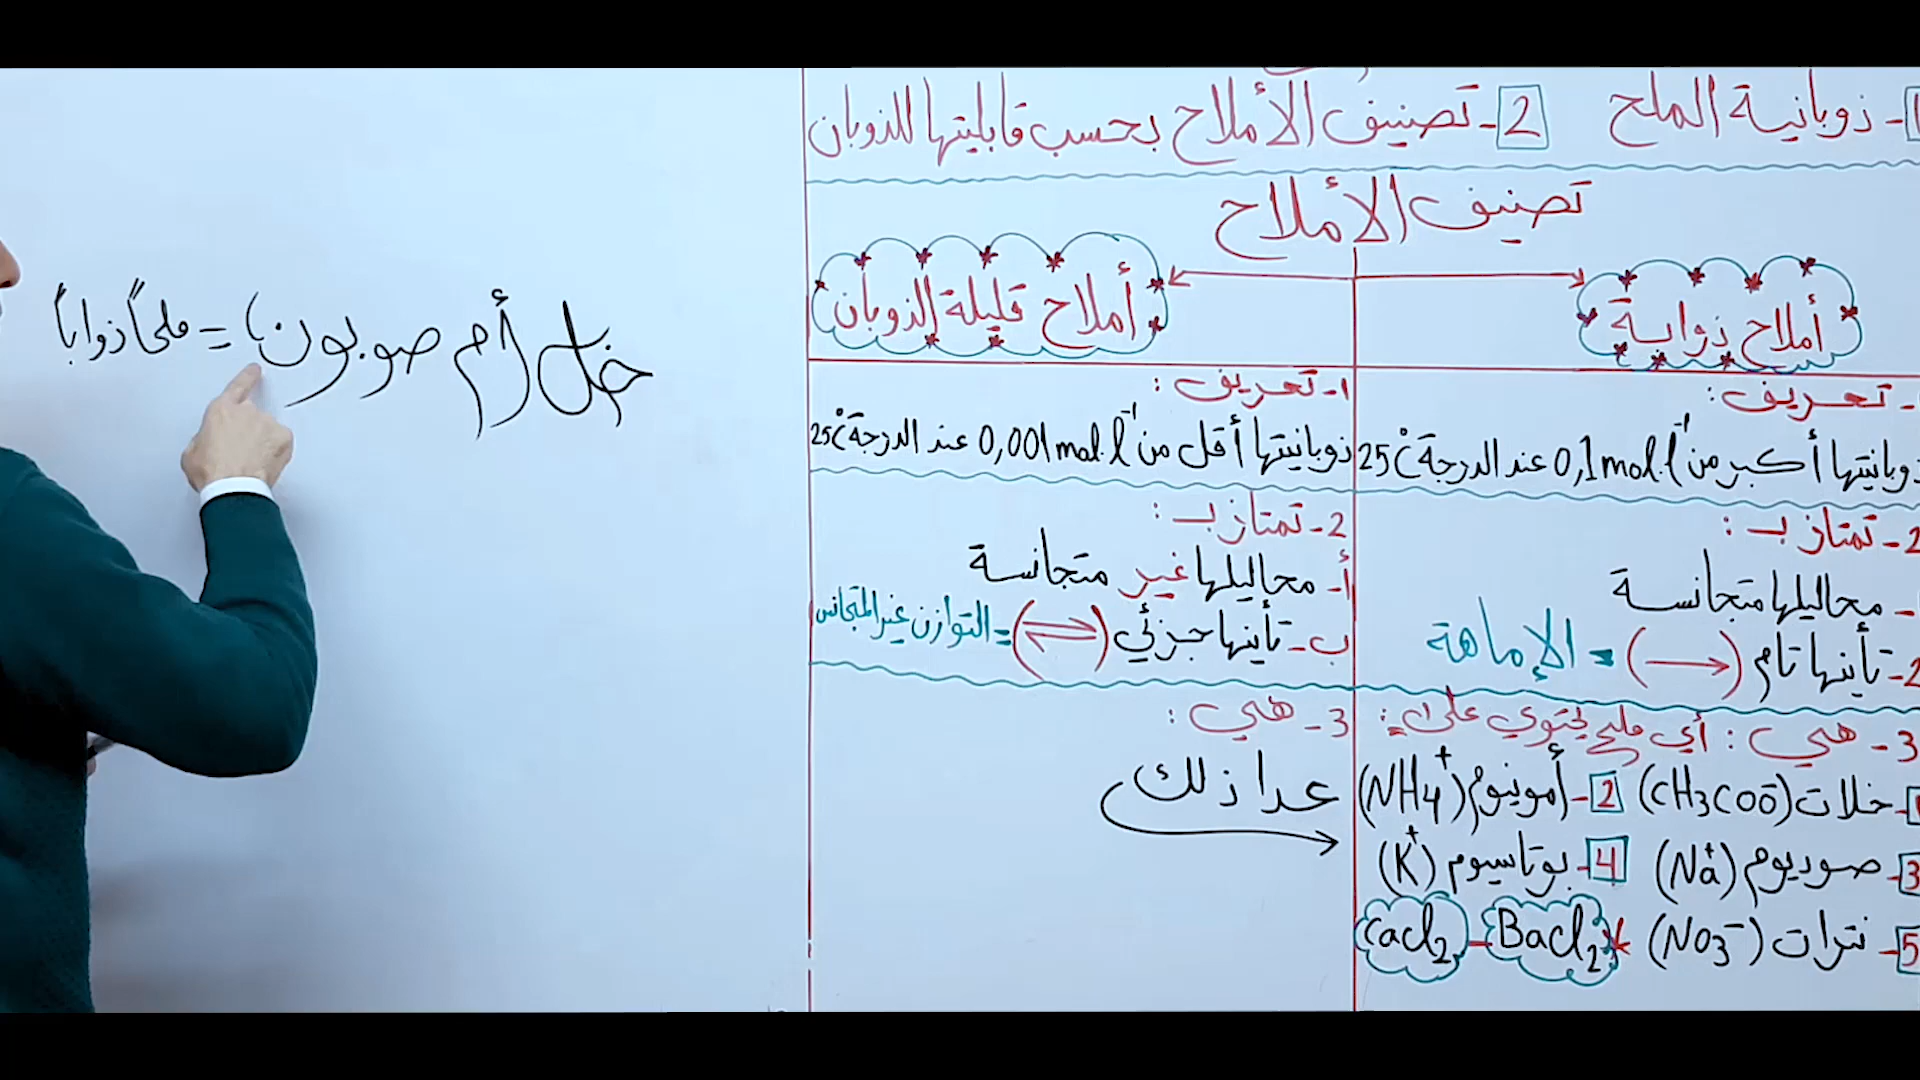 1- ذوبانية الملح
2- تصنيف الأملاح بحسب قابليتها للذوبان
تصنيف الأملاح
أملاح ذوابة
- تعريف:
ذوبانيتها أكبر من 0,1 mol.l⁻¹ عند الدرجة 25°C
2- تمتاز بـ:
- محاليلها متجانسة
2- تأينها تام (→) = الإماهة
3- هي: أي ملح يحتوي على:
خلات (CH3COO⁻) 2- أمونيوم (NH4⁺)
3- صوديوم (Na⁺) 4- بوتاسيوم (K⁺)
5- نترات (NO3⁻) * BaCl2 - CaCl2
أملاح قليلة الذوبان
1- تعريف:
ذوبانيتها أقل من 0,001 mol.l⁻¹ عند الدرجة 25°C
2- تمتاز بـ:
أ- محاليلها غير متجانسة
ب- تأينها جزئي (⇌) = التوازن غير المتجانس
3- هي:
عدا ذلك
خل أم صوبون، = ملحاً ذواباً